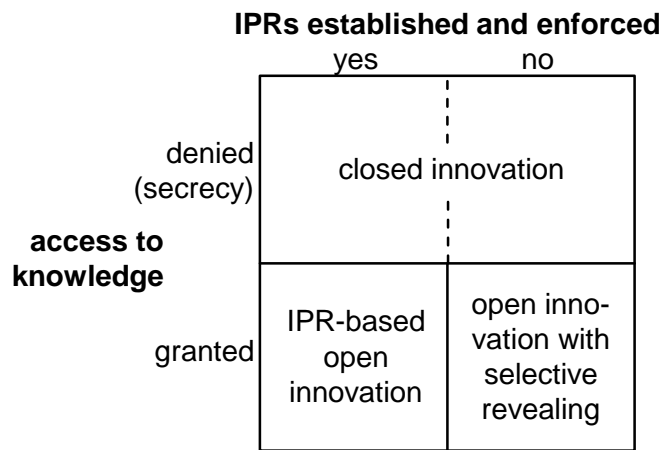 IPRs established and enforced
yes no
denied
(secrecy)
closed innovation
access to
knowledge
granted
IPR-based
open
innovation
open inno-
vation with
selective
revealing